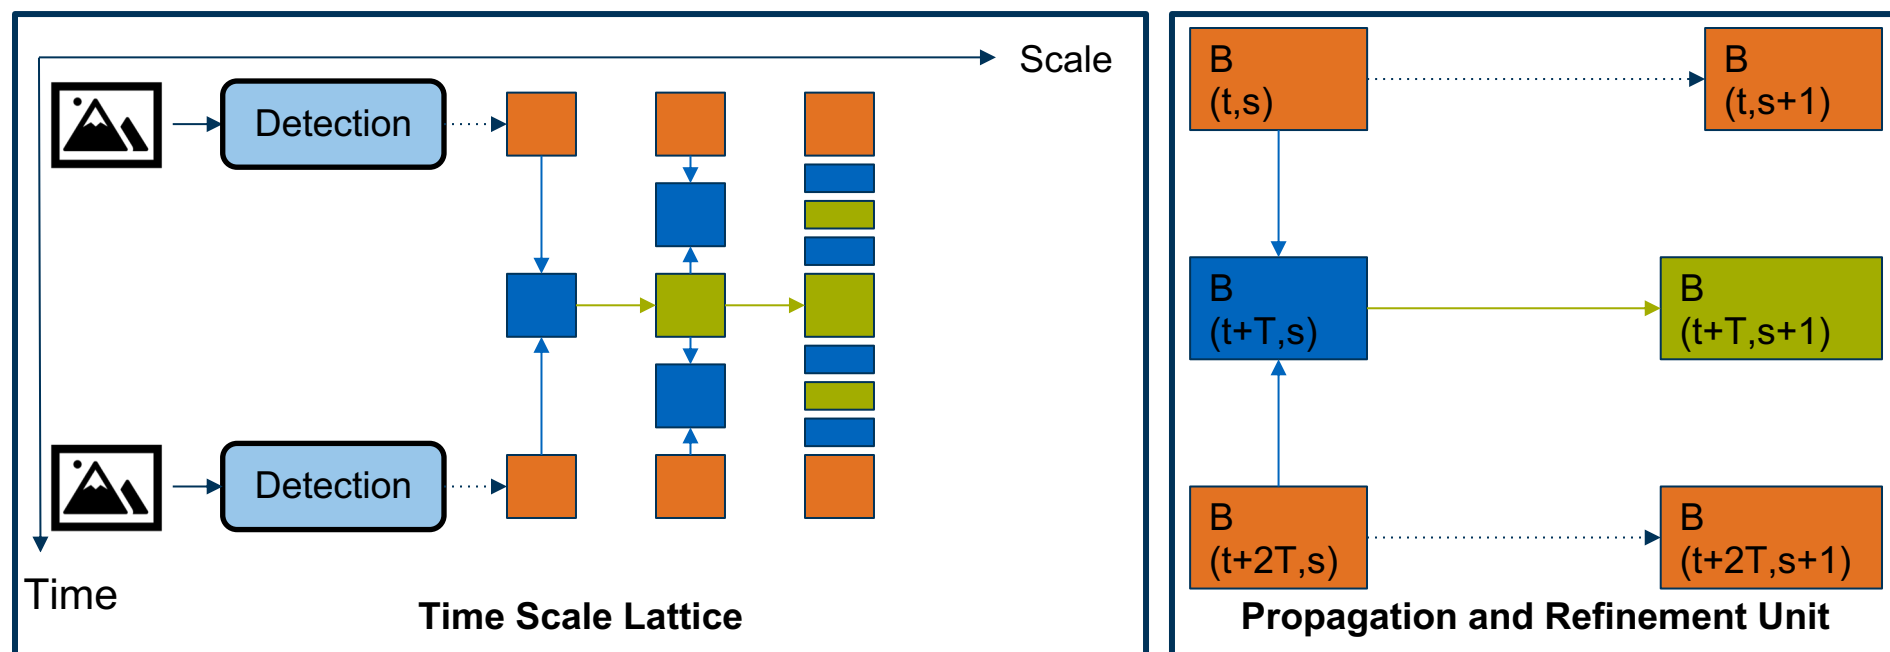 Scale
Detection
Detection
Time
Time Scale Lattice
B
(t,s)
B
(t,s+1)
B
(t+T,s)
B
(t+T,s+1)
B
(t+2T,s)
B
(t+2T,s+1)
Propagation and Refinement Unit